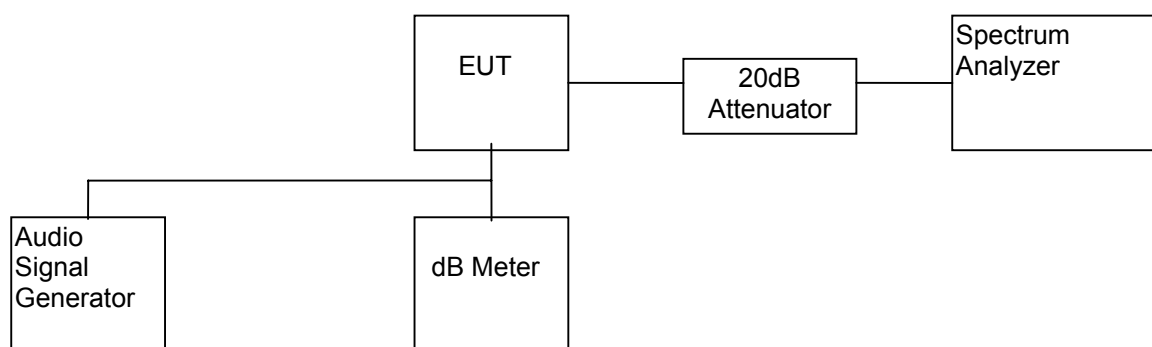 EUT
20dB
Attenuator
Spectrum
Analyzer
Audio
Signal
Generator
dB Meter